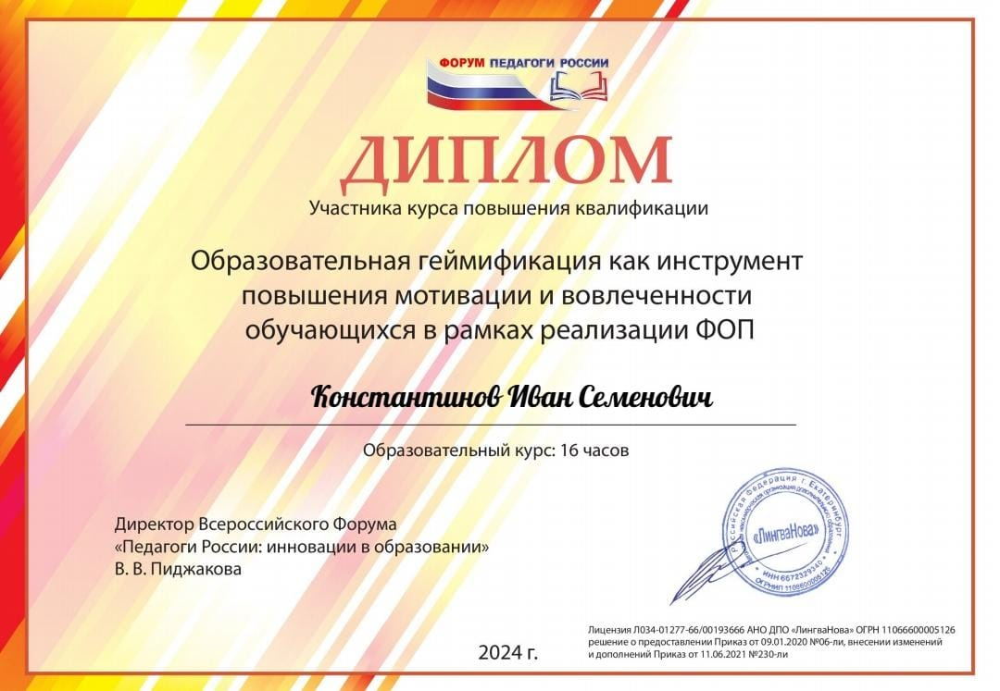 ФОРУМ ПЕДАГОГИ РОССИИ
ДИПЛОМ
Участника курса повышения квалификации
Образовательная геймификация как инструмент
повышения мотивации и вовлеченности
обучающихся в рамках реализации ФОП
Константинов Иван Семенович
Образовательный курс: 16 часов
Директор Всероссийского Форума
«Педагоги России: инновации в образовании»
В. В. Пиджакова
Российская Федерация г. Екатеринбург
«ЛингваНова»
ИНН 6672329340
Лицензия Л034-01277-66/00193666 АНО ДПО «ЛингваНова» ОГРН 11066600005126
решение о предоставлении Приказ от 09.01.2020 №06-ли, внесении изменений
и дополнений Приказ от 11.06.2021 №230-ли
2024 г.